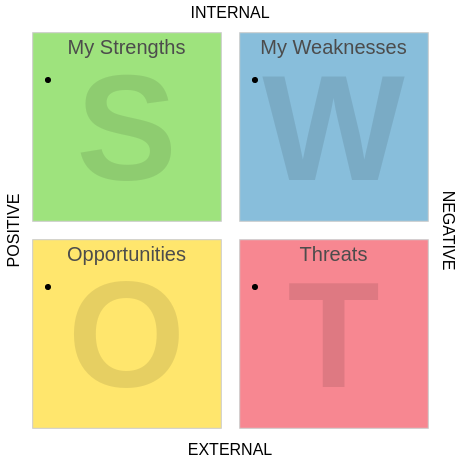 INTERNAL
My Strengths
My Weaknesses
S
W
POSITIVE
NEGATIVE
Opportunities
Threats
O
T
EXTERNAL